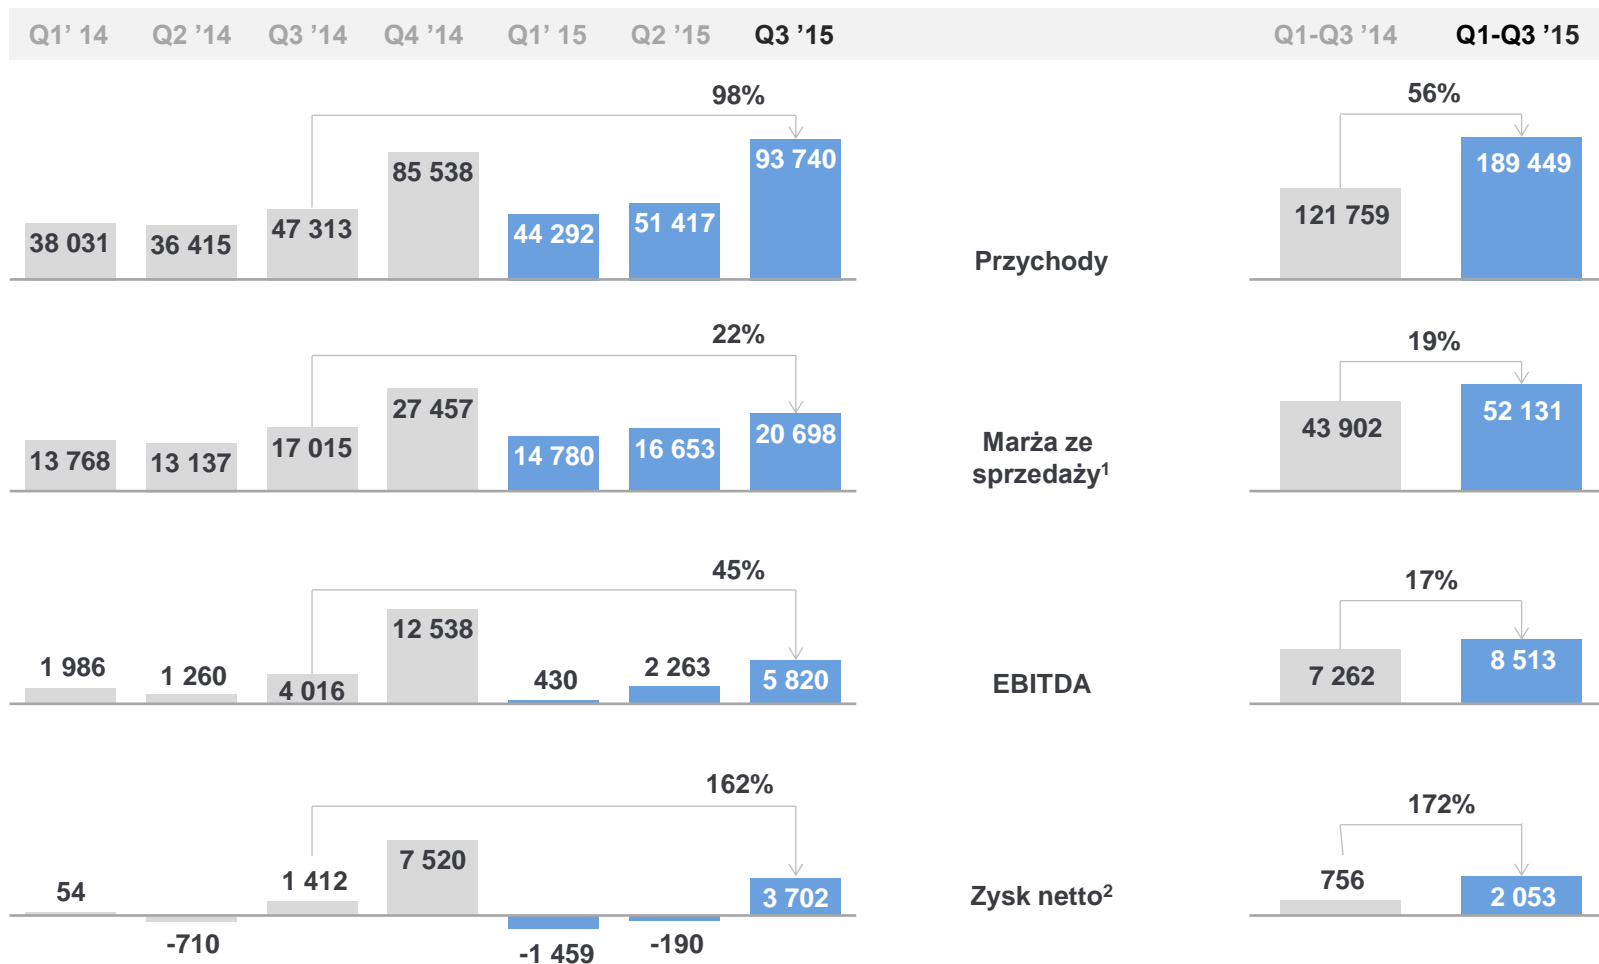 Q1’ 14 Q2 ’14 Q3 ’14 Q4 ’14 Q1’ 15 Q2 ’15 Q3 ’15 Q1-Q3 ’14 Q1-Q3 ’15
98% 56%
38 031 36 415 47 313 85 538 44 292 51 417 93 740 121 759 189 449
Przychody
22% 19%
13 768 13 137 17 015 27 457 14 780 16 653 20 698 43 902 52 131
Marża ze
sprzedaży¹
45% 17%
1 986 1 260 4 016 12 538 430 2 263 5 820 7 262 8 513
EBITDA
162% 172%
54 -710 1 412 7 520 -1 459 -190 3 702 756 2 053
Zysk netto²